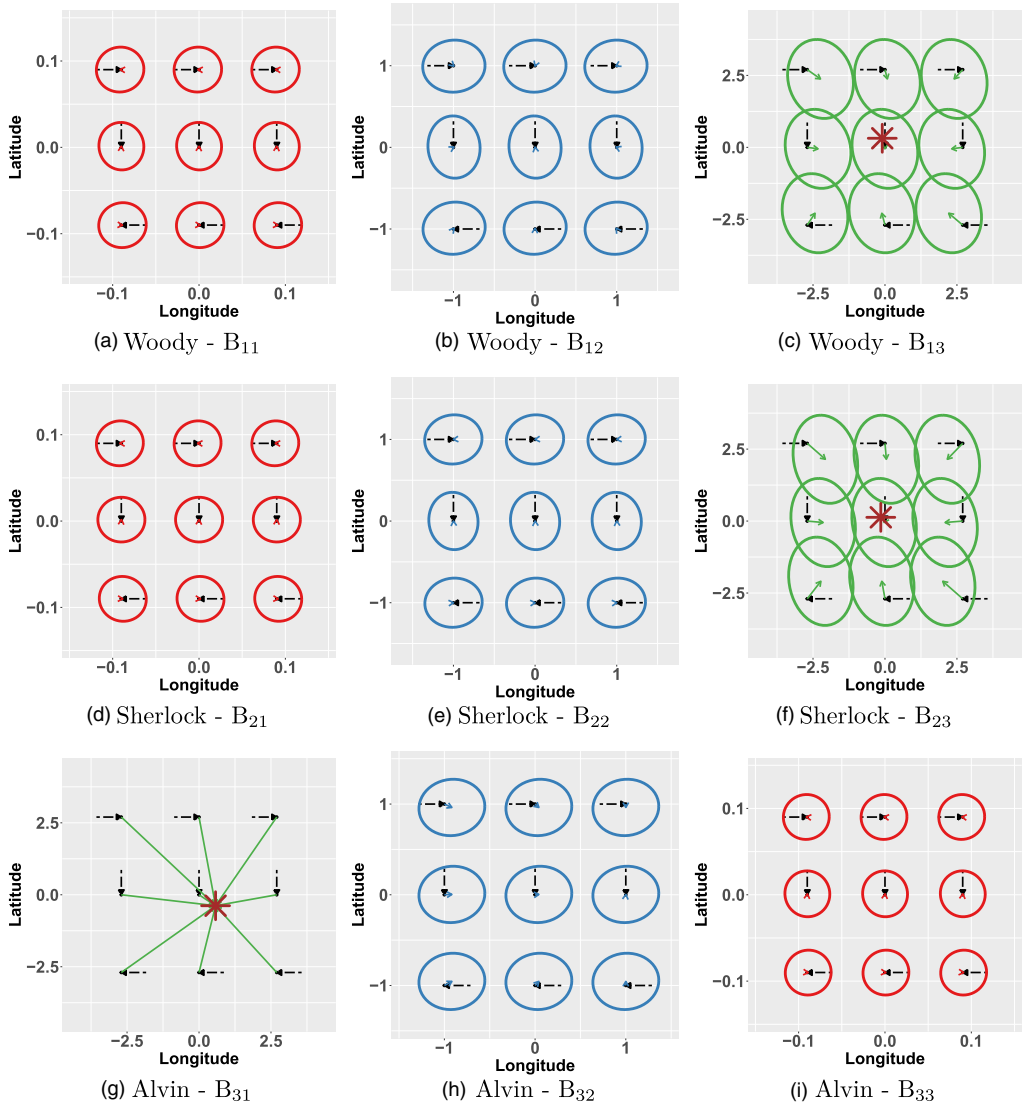 Latitude
0.1
0.0
−0.1
−0.1 0.0 0.1
Longitude
(a) Woody - B11
Latitude
1
0
−1
−1 0 1
Longitude
(b) Woody - B12
Latitude
2.5
0.0
−2.5
−2.5 0.0 2.5
Longitude
(c) Woody - B13
Latitude
0.1
0.0
−0.1
−0.1 0.0 0.1
Longitude
(d) Sherlock - B21
Latitude
1
0
−1
−1 0 1
Longitude
(e) Sherlock - B22
Latitude
2.5
0.0
−2.5
−2.5 0.0 2.5
Longitude
(f) Sherlock - B23
Latitude
2.5
0.0
−2.5
−2.5 0.0 2.5
Longitude
(g) Alvin - B31
Latitude
1
0
−1
−1 0 1
Longitude
(h) Alvin - B32
Latitude
0.1
0.0
−0.1
−0.1 0.0 0.1
Longitude
(i) Alvin - B33